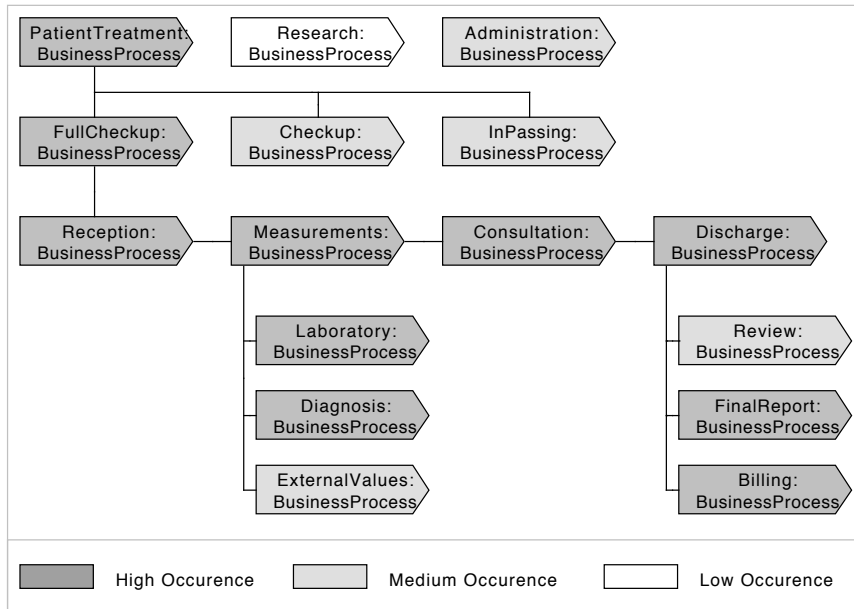 PatientTreatment:
BusinessProcess
Research:
BusinessProcess
Administration:
BusinessProcess
FullCheckup:
BusinessProcess
Checkup:
BusinessProcess
InPassing:
BusinessProcess
Reception:
BusinessProcess
Measurements:
BusinessProcess
Consultation:
BusinessProcess
Discharge:
BusinessProcess
Laboratory:
BusinessProcess
Review:
BusinessProcess
Diagnosis:
BusinessProcess
FinalReport:
BusinessProcess
ExternalValues:
BusinessProcess
Billing:
BusinessProcess
High Occurence
Medium Occurence
Low Occurence